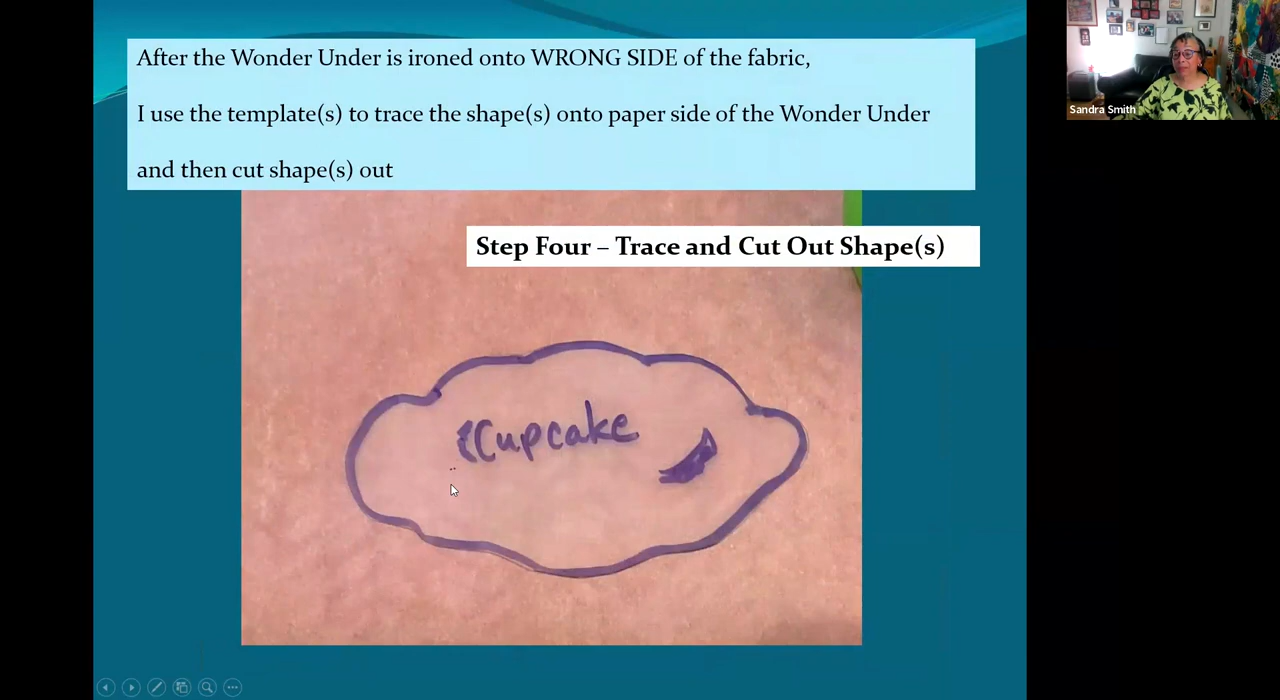 After the Wonder Under is ironed onto WRONG SIDE of the fabric,
I use the template(s) to trace the shape(s) onto paper side of the Wonder Under
and then cut shape(s) out
Step Four – Trace and Cut Out Shape(s)
Cupcake
Sandra Smith